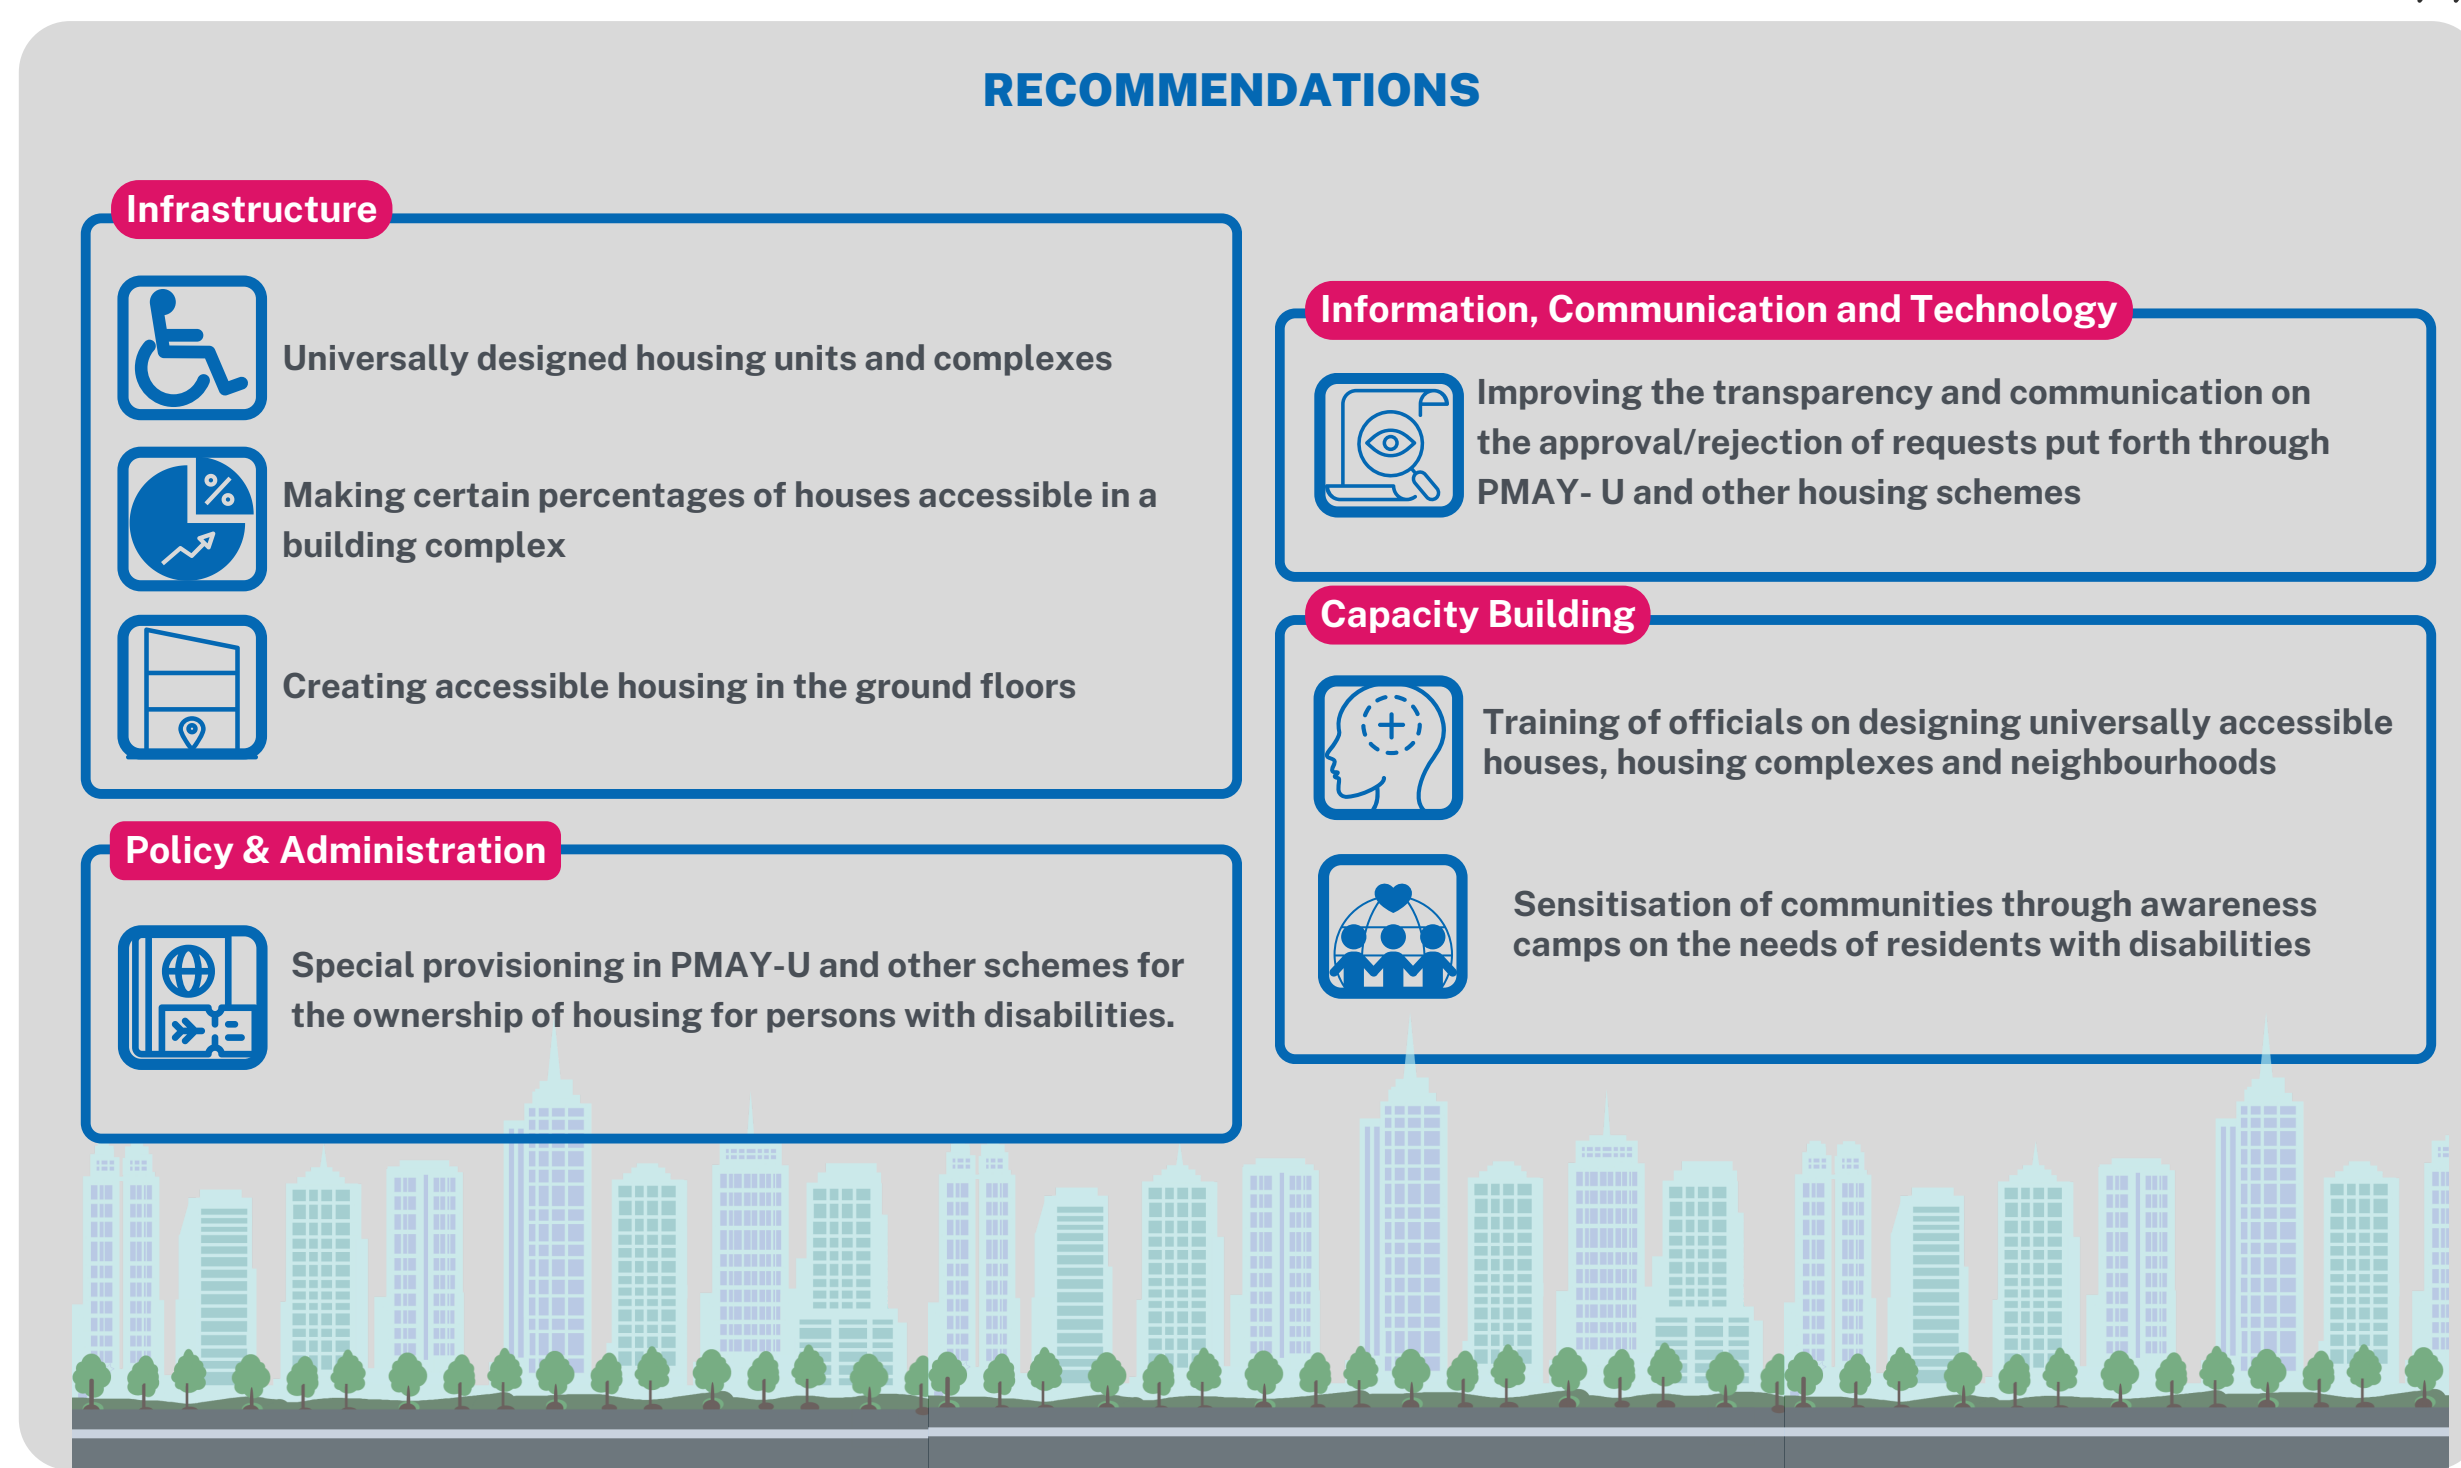 RECOMMENDATIONS
Infrastructure
Universally designed housing units and complexes
Making certain percentages of houses accessible in a
building complex
Creating accessible housing in the ground floors
Policy & Administration
Special provisioning in PMAY-U and other schemes for
the ownership of housing for persons with disabilities.
Information, Communication and Technology
Improving the transparency and communication on
the approval/rejection of requests put forth through
PMAY- U and other housing schemes
Capacity Building
Training of officials on designing universally accessible
houses, housing complexes and neighbourhoods
Sensitisation of communities through awareness
camps on the needs of residents with disabilities